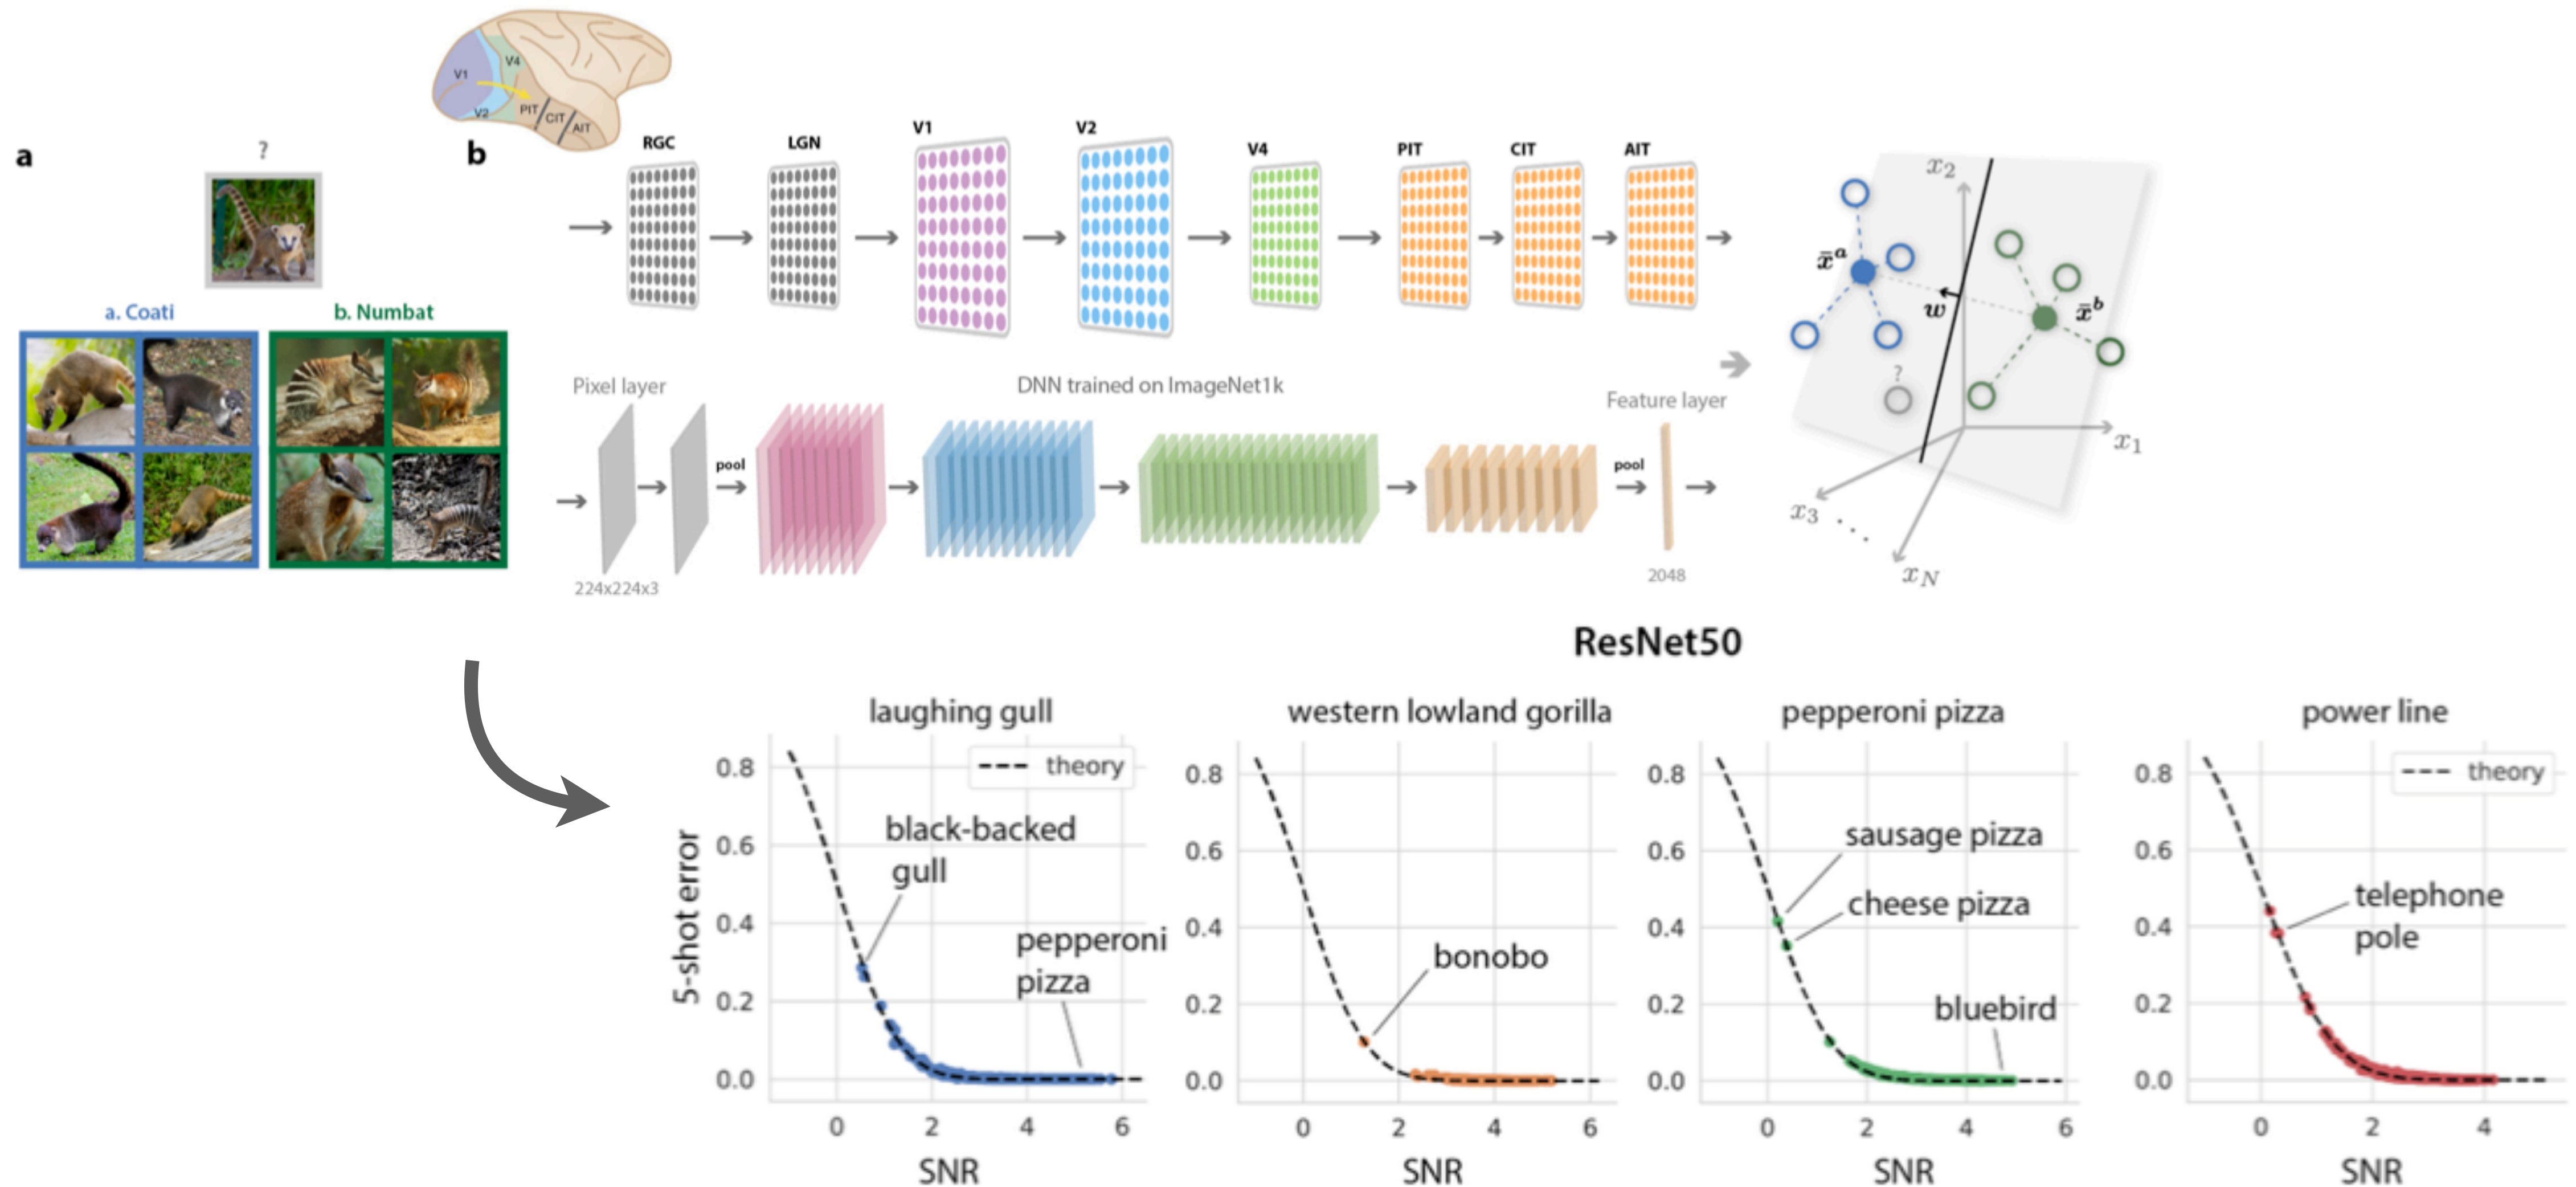 V1
V4
V2
PIT
CIT
AIT
a
?
a. Coati
b. Numbat
b
RGC
LGN
V1
V2
V4
PIT
CIT
AIT
Pixel layer
DNN trained on ImageNet1k
Feature layer
pool
pool
224x224x3
2048
x₂
x̄ᵃ
w
x̄ᵇ
?
x₁
x₃
x_N
ResNet50
laughing gull
theory
black-backed
gull
pepperoni
pizza
5-shot error
0.8
0.6
0.4
0.2
0.0
0 2 4 6
SNR
western lowland gorilla
bonobo
0.8
0.6
0.4
0.2
0.0
0 2 4 6
SNR
pepperoni pizza
sausage pizza
cheese pizza
bluebird
0.8
0.6
0.4
0.2
0.0
0 2 4 6
SNR
power line
theory
telephone
pole
0.8
0.6
0.4
0.2
0.0
0 2 4
SNR